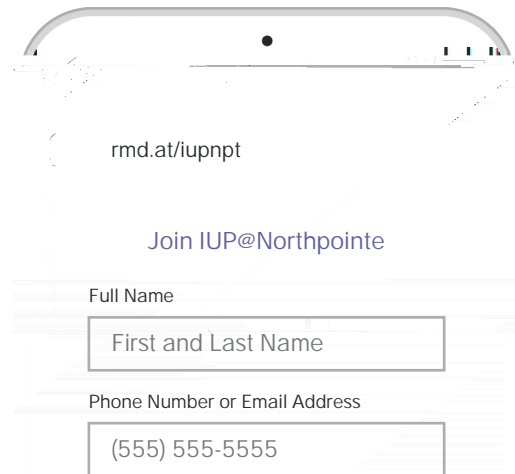 rmd.at/iupnpt
Join IUP@Northpointe
Full Name
First and Last Name
Phone Number or Email Address
(555) 555-5555